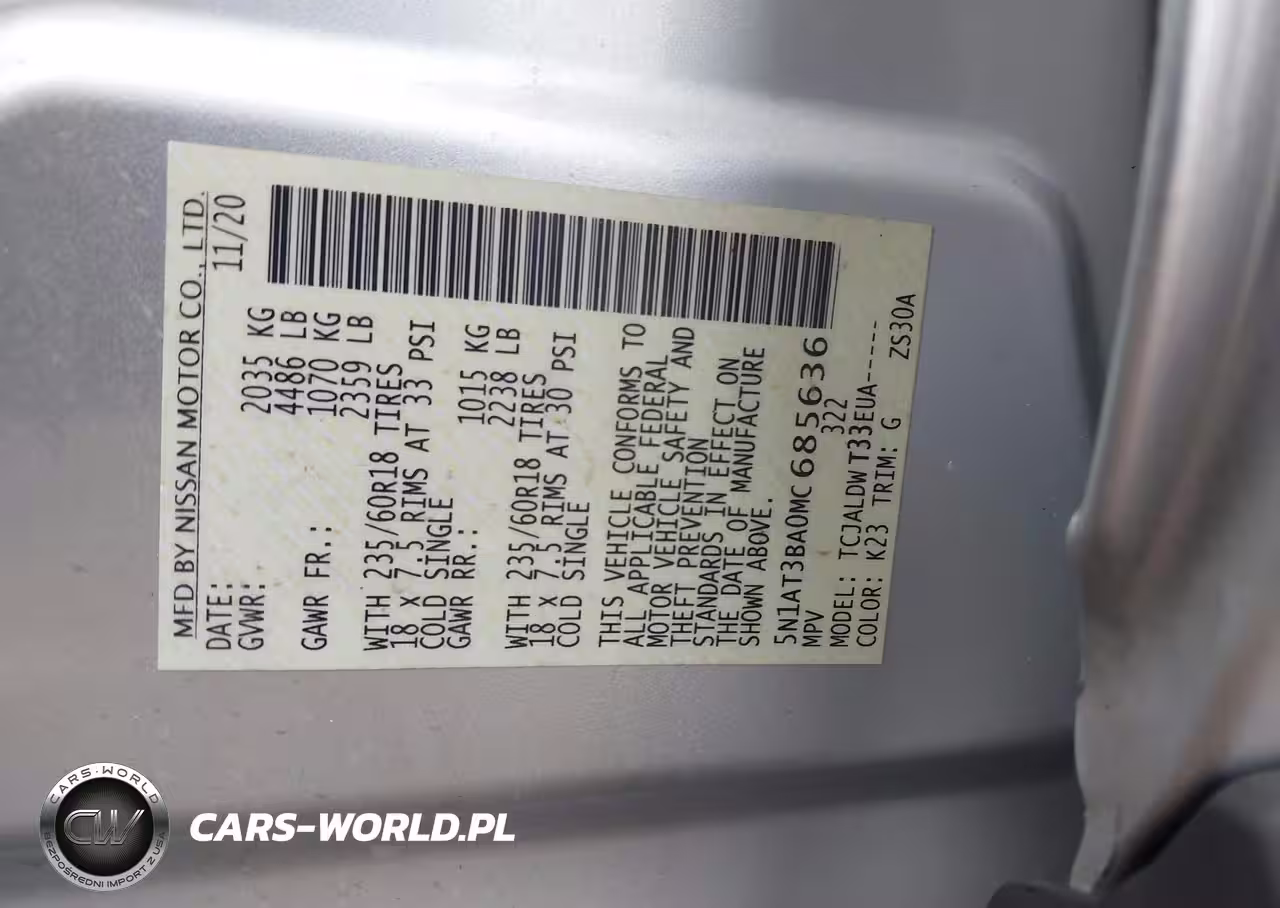 MFD BY NISSAN MOTOR CO., LTD.
DATE: 11/20
GVWR: 2035 KG
4486 LB
GAWR FR.: 1070 KG
2359 LB
WITH 235/60R18 TIRES
18 x 7.5 RIMS AT 33 PSI
COLD SINGLE
GAWR RR.: 1015 KG
2238 LB
WITH 235/60R18 TIRES
18 x 7.5 RIMS AT 30 PSI
COLD SINGLE
THIS VEHICLE CONFORMS TO
ALL APPLICABLE FEDERAL
MOTOR VEHICLE SAFETY AND
THEFT PREVENTION
STANDARDS IN EFFECT ON
THE DATE OF MANUFACTURE
SHOWN ABOVE.
5N1AT3BA0MC685636
MPV 322
MODEL: TCJALDWT33EUA-----
COLOR: K23 TRIM: G ZS30A
CARS-WORLD
CW
BEZPOŚREDNI IMPORT Z USA
CARS-WORLD.PL